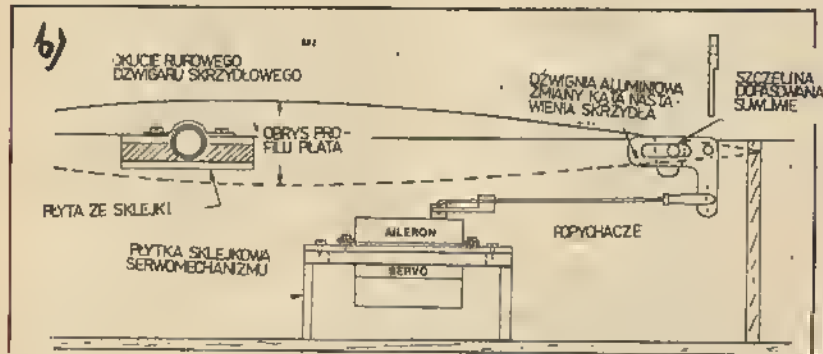 b)
OKUCIE RUROWEGO
DŹWIGARU SKRZYDŁOWEGO
OBRYS PRO-
FILU PŁATA
DŹWIGNIA ALUMINIOWA
ZMIANY KĄTA NASTA-
WIENIA SKRZYDŁA
SZCZELINA
DOPASOWANA
SUWLIWIE
PŁYTA ZE SKLEJKI
PŁYTKA SKLEJKOWA
SERWOMECHANIZMU
AILERON
SERVO
POPYCHACZE